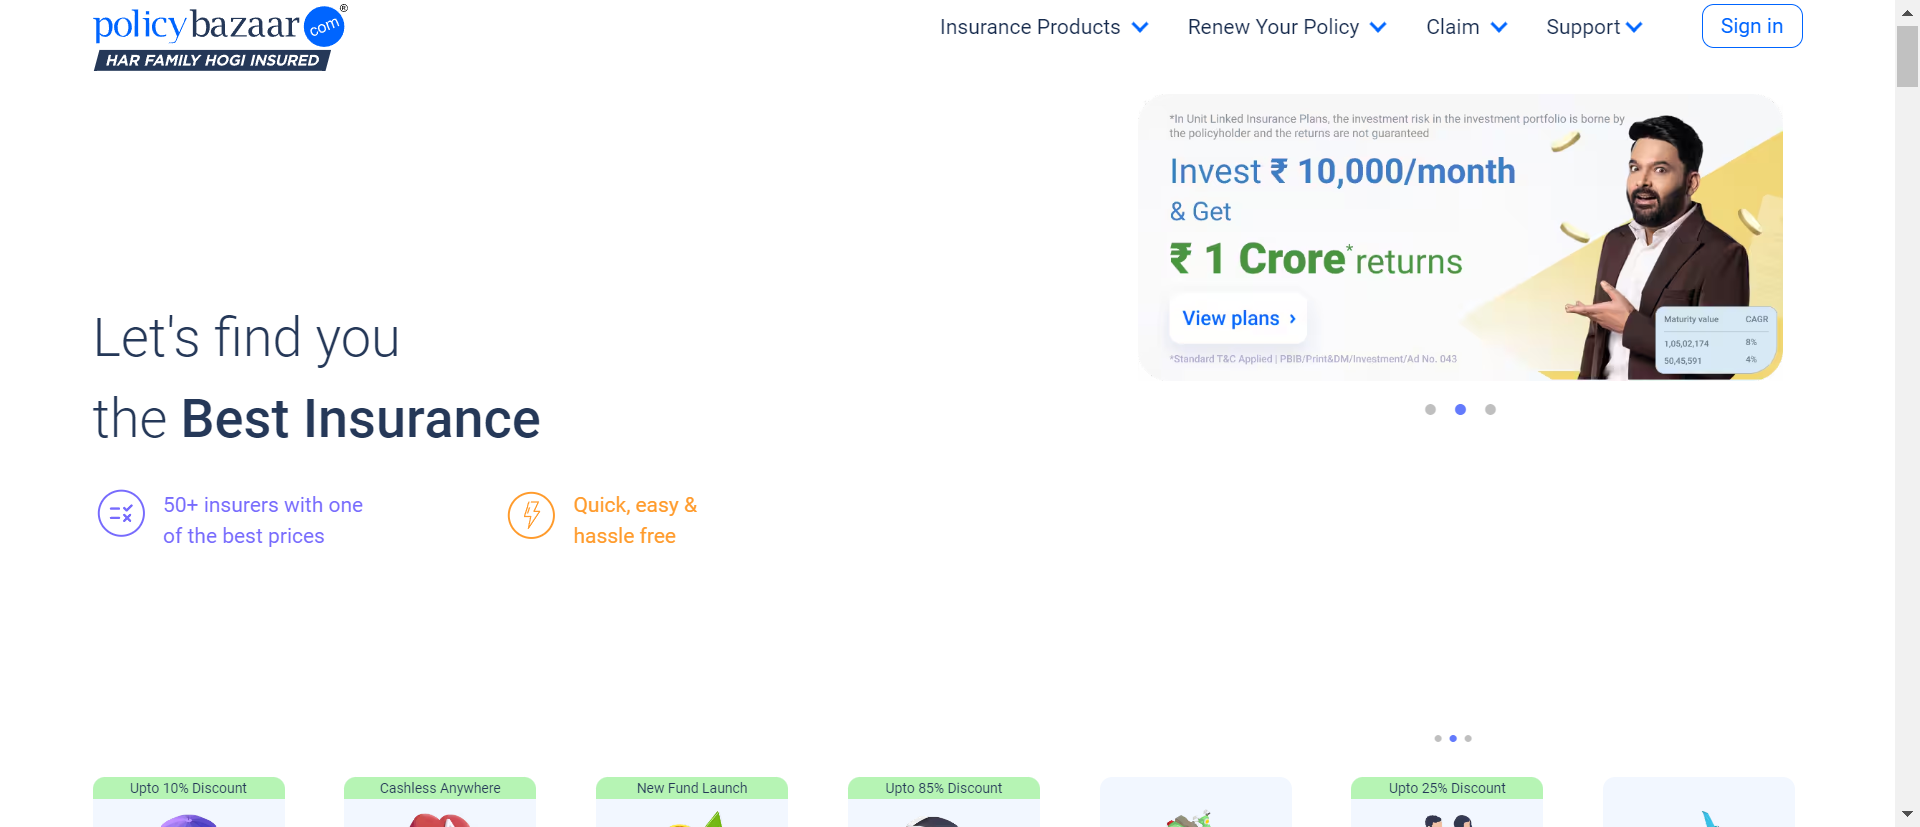 policybazaar com®
HAR FAMILY HOGI INSURED
Insurance Products
Renew Your Policy
Claim
Support
Sign in
*In Unit Linked Insurance Plans, the investment risk in the investment portfolio is borne by
the policyholder and the returns are not guaranteed
Invest ₹ 10,000/month
& Get
₹ 1 Crore* returns
View plans ›
*Standard T&C Applied | PBIB/Print&DM/Investment/Ad No. 043
Maturity value CAGR
1,05,02,174 8%
50,45,591 4%
Let's find you
the Best Insurance
50+ insurers with one
of the best prices
Quick, easy &
hassle free
Upto 10% Discount
Cashless Anywhere
New Fund Launch
Upto 85% Discount
Upto 25% Discount